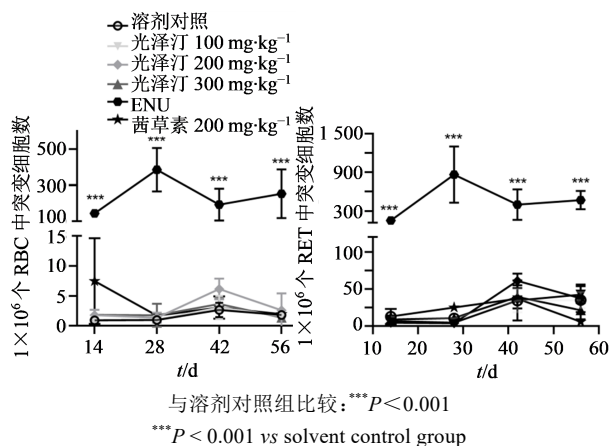 溶剂对照
光泽汀 100 mg·kg⁻¹
光泽汀 200 mg·kg⁻¹
光泽汀 300 mg·kg⁻¹
ENU
茜草素 200 mg·kg⁻¹
1×10⁶ 个 RBC 中突变细胞数
500
300
100
15
10
5
0
***
***
***
***
14 28 42 56
t/d
1×10⁶ 个 RET 中突变细胞数
1 500
900
300
100
50
0
***
***
***
***
10 20 30 40 50 60
t/d
与溶剂对照组比较:***P<0.001
***P < 0.001 vs solvent control group